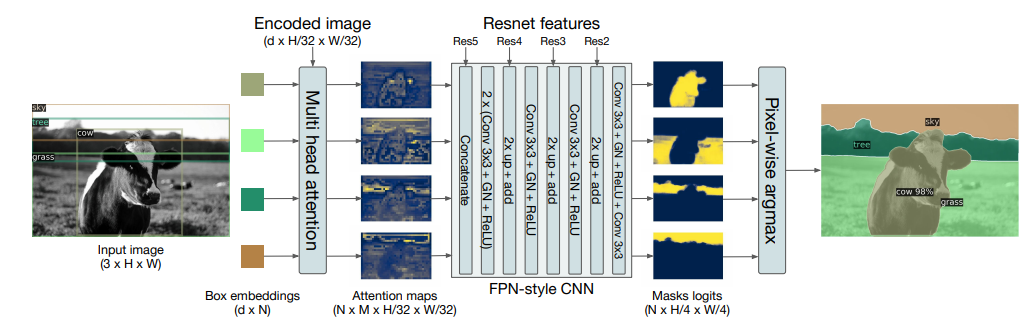 Encoded image
(d x H/32 x W/32)
Resnet features
Res5
Res4
Res3
Res2
sky
tree
cow
grass
Input image
(3 x H x W)
Box embeddings
(d x N)
Multi head attention
Attention maps
(N x M x H/32 x W/32)
Concatenate
2 x (Conv 3x3 + GN + ReLU)
2x up + add
Conv 3x3 + GN + ReLU
2x up + add
Conv 3x3 + GN + ReLU
2x up + add
Conv 3x3 + GN + ReLU + Conv 3x3
FPN-style CNN
Masks logits
(N x H/4 x W/4)
Pixel-wise argmax
sky
tree
cow 98%
grass